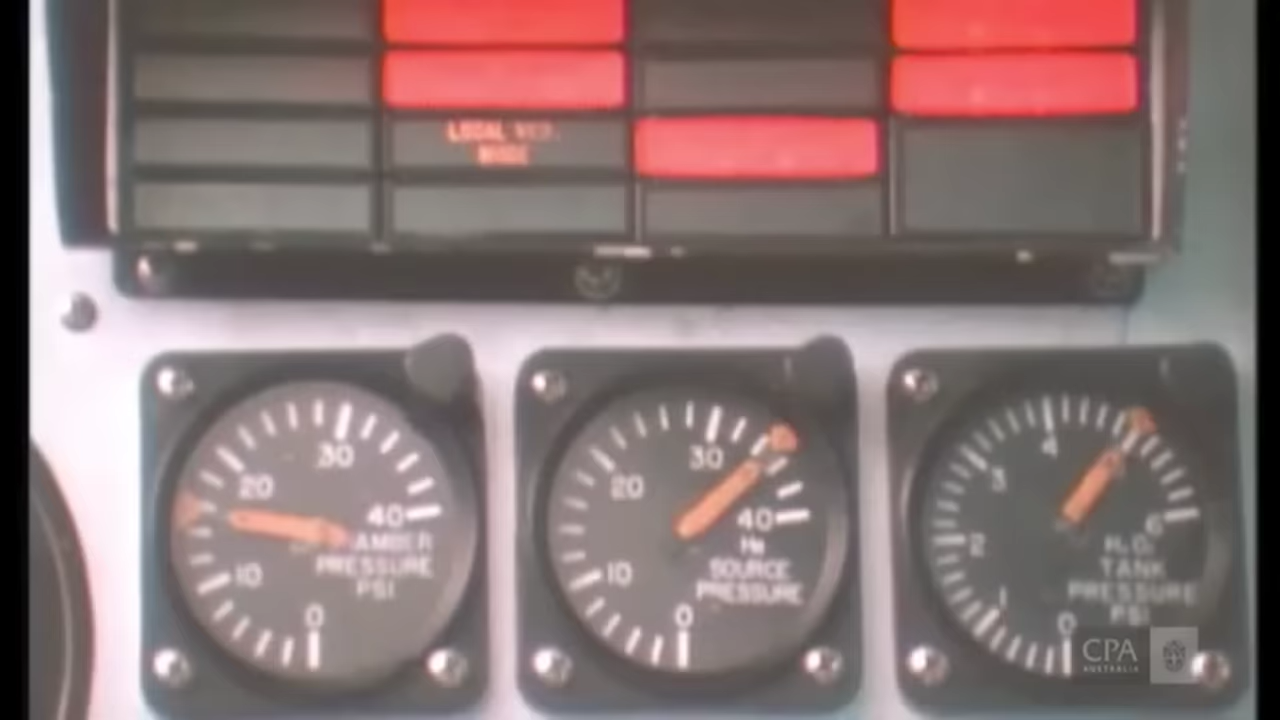 LOCAL
MODE
30
20
40
10
0
AMBER
PRESSURE
PSI
30
20
40
10
0
He
SOURCE
PRESSURE
4
3
2
1
0
6
H₂O₂
TANK
PRESSURE
PSI
CPA
AUSTRALIA